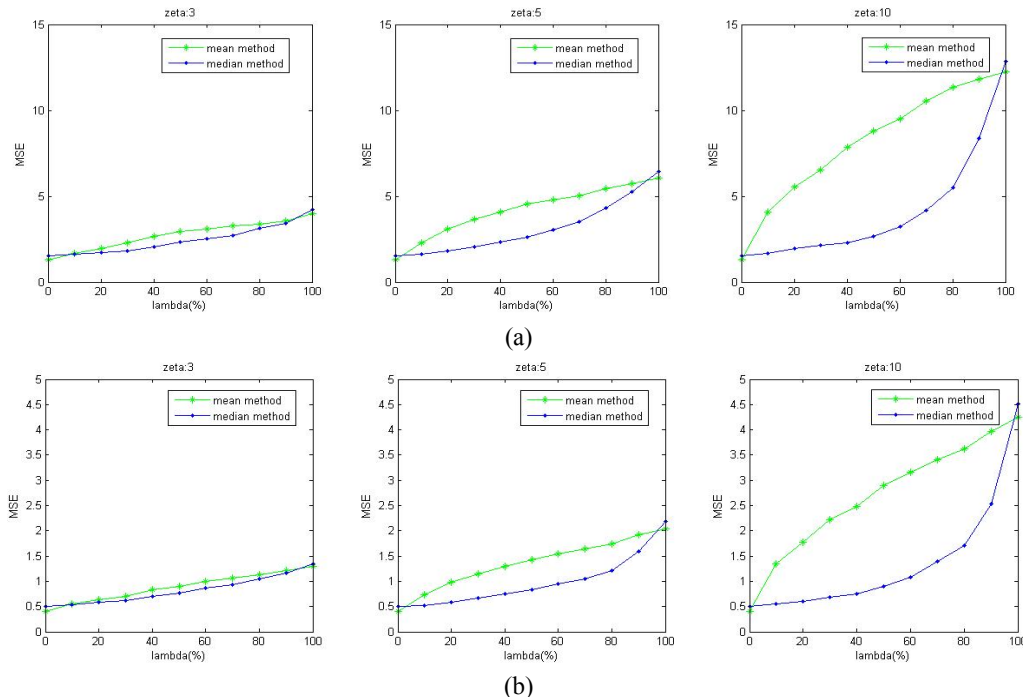 zeta:3
15
10
5
0
MSE
mean method
median method
0 20 40 60 80 100
lambda(%)
zeta:5
15
10
5
0
MSE
mean method
median method
0 20 40 60 80 100
lambda(%)
zeta:10
15
10
5
0
MSE
mean method
median method
0 20 40 60 80 100
lambda(%)
(a)
zeta:3
5
4.5
4
3.5
3
2.5
2
1.5
1
0.5
0
MSE
mean method
median method
0 20 40 60 80 100
lambda(%)
zeta:5
5
4.5
4
3.5
3
2.5
2
1.5
1
0.5
0
MSE
mean method
median method
0 20 40 60 80 100
lambda(%)
zeta:10
5
4.5
4
3.5
3
2.5
2
1.5
1
0.5
0
MSE
mean method
median method
0 20 40 60 80 100
lambda(%)
(b)